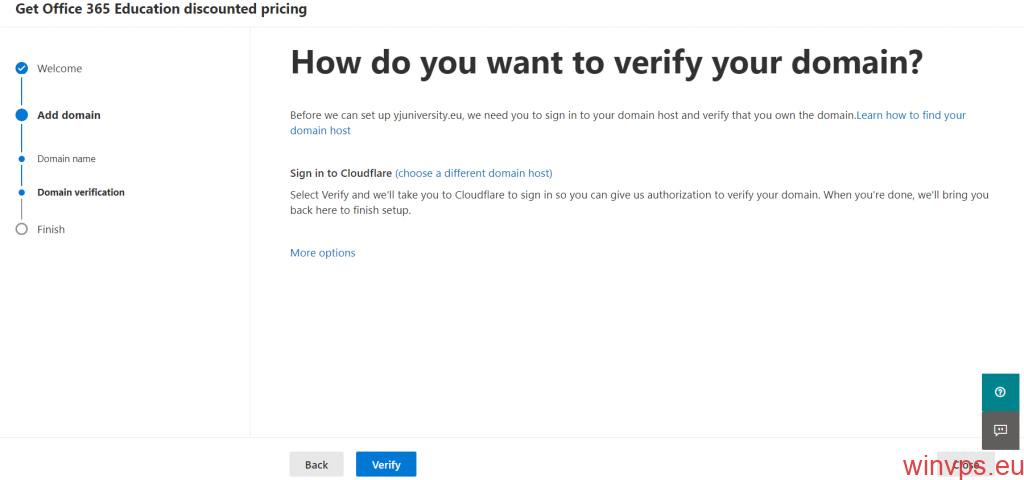 Get Office 365 Education discounted pricing
Welcome
Add domain
Domain name
Domain verification
Finish
How do you want to verify your domain?
Before we can set up yjuniversity.eu, we need you to sign in to your domain host and verify that you own the domain.Learn how to find your
domain host
Sign in to Cloudflare (choose a different domain host)
Select Verify and we'll take you to Cloudflare to sign in so you can give us authorization to verify your domain. When you're done, we'll bring you
back here to finish setup.
More options
Back
Verify
Close
winvps.eu